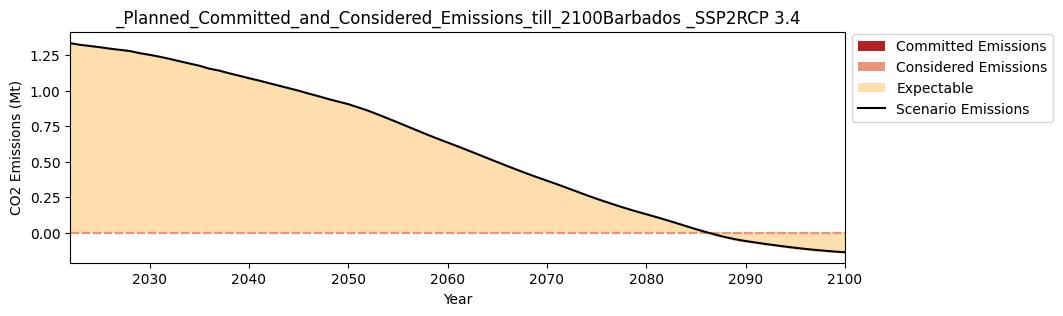 _Planned_Committed_and_Considered_Emissions_till_2100Barbados _SSP2RCP 3.4
CO2 Emissions (Mt)
1.25
1.00
0.75
0.50
0.25
0.00
2030 2040 2050 2060 2070 2080 2090 2100
Year
Committed Emissions
Considered Emissions
Expectable
Scenario Emissions